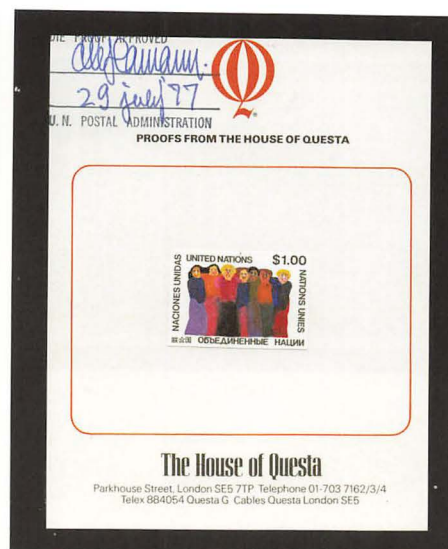 DIE PROOF APPROVED
29 july '77
U. N. POSTAL ADMINISTRATION
PROOFS FROM THE HOUSE OF QUESTA
UNITED NATIONS $1.00
NACIONES UNIDAS
NATIONS UNIES
ОБЪЕДИНЕННЫЕ НАЦИИ
The House of Questa
Parkhouse Street, London SE5 7TP Telephone 01-703 7162/3/4
Telex 884054 Questa G Cables Questa London SE5